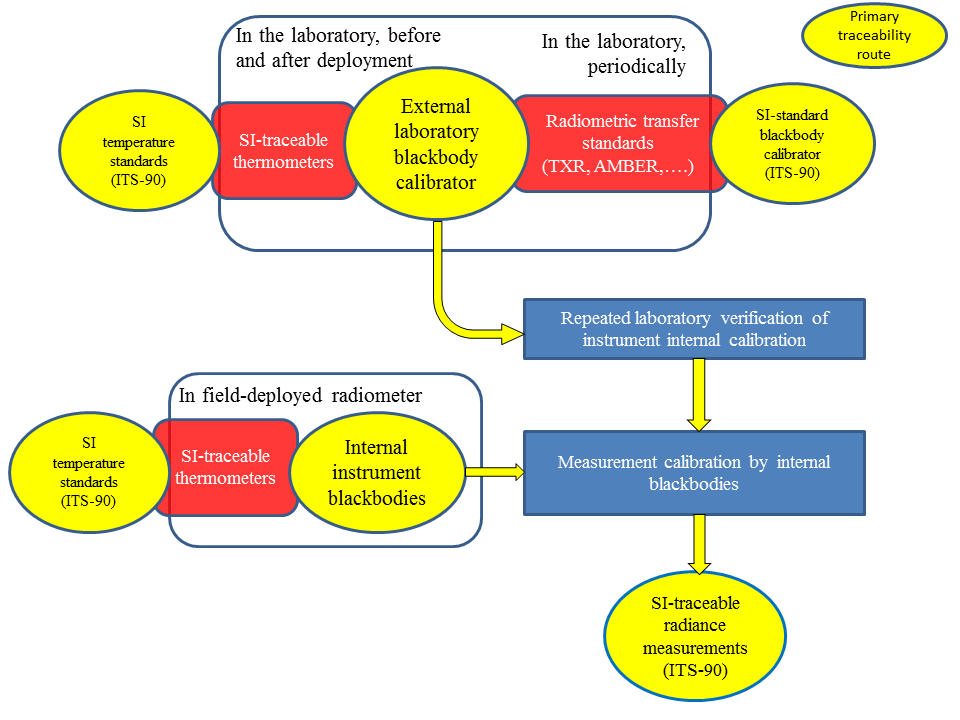 Primary
traceability
route
In the laboratory, before
and after deployment
In the laboratory,
periodically
SI
temperature
standards
(ITS-90)
SI-traceable
thermometers
External
laboratory
blackbody
calibrator
Radiometric transfer
standards
(TXR, AMBER,….)
SI-standard
blackbody
calibrator
(ITS-90)
Repeated laboratory verification of
instrument internal calibration
In field-deployed radiometer
SI
temperature
standards
(ITS-90)
SI-traceable
thermometers
Internal
instrument
blackbodies
Measurement calibration by internal
blackbodies
SI-traceable
radiance
measurements
(ITS-90)